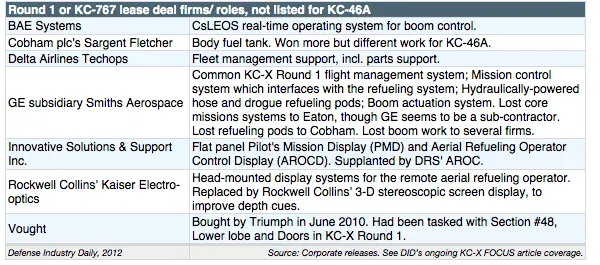 Round 1 or KC-767 lease deal firms/ roles, not listed for KC-46A
BAE Systems
CsLEOS real-time operating system for boom control.
Cobham plc's Sargent Fletcher
Body fuel tank. Won more but different work for KC-46A.
Delta Airlines Techops
Fleet management support, incl. parts support.
GE subsidiary Smiths Aerospace
Common KC-X Round 1 flight management system; Mission control
system which interfaces with the refueling system; Hydraulically-powered
hose and drogue refueling pods; Boom actuation system. Lost core
missions systems to Eaton, though GE seems to be a sub-contractor.
Lost refueling pods to Cobham. Lost boom work to several firms.
Innovative Solutions & Support
Inc.
Flat panel Pilot's Mission Display (PMD) and Aerial Refueling Operator
Control Display (AROCD). Supplanted by DRS' AROC.
Rockwell Collins' Kaiser Electro-
optics
Head-mounted display systems for the remote aerial refueling operator.
Replaced by Rockwell Collins' 3-D stereoscopic screen display, to
improve depth cues.
Vought
Bought by Triumph in June 2010. Had been tasked with Section #48,
Lower lobe and Doors in KC-X Round 1.
Defense Industry Daily, 2012
Source: Corporate releases. See DID's ongoing KC-X FOCUS article coverage.